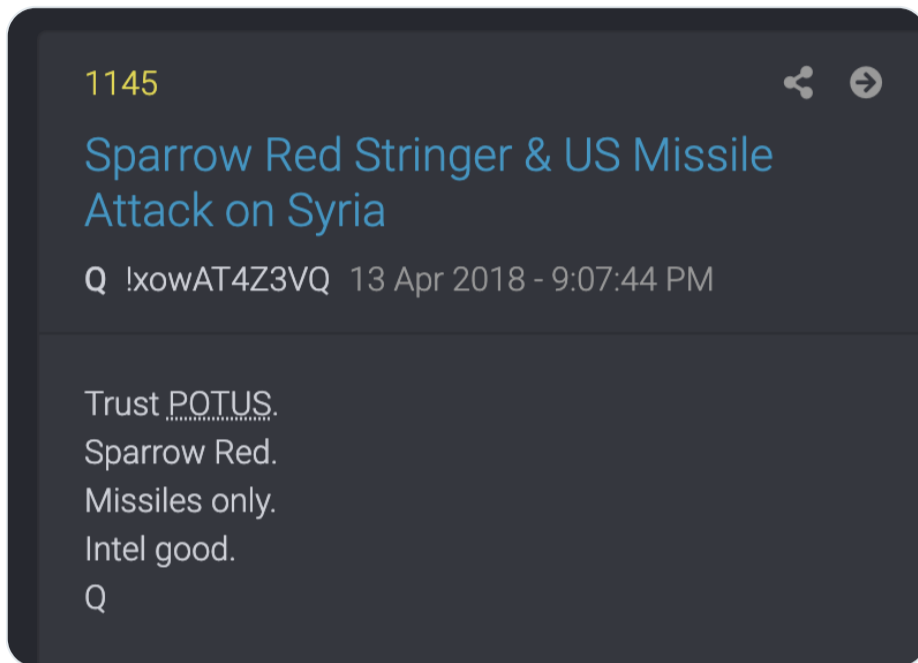 1145
Sparrow Red Stringer & US Missile
Attack on Syria
Q !xowAT4Z3VQ 13 Apr 2018 - 9:07:44 PM
Trust POTUS.
Sparrow Red.
Missiles only.
Intel good.
Q